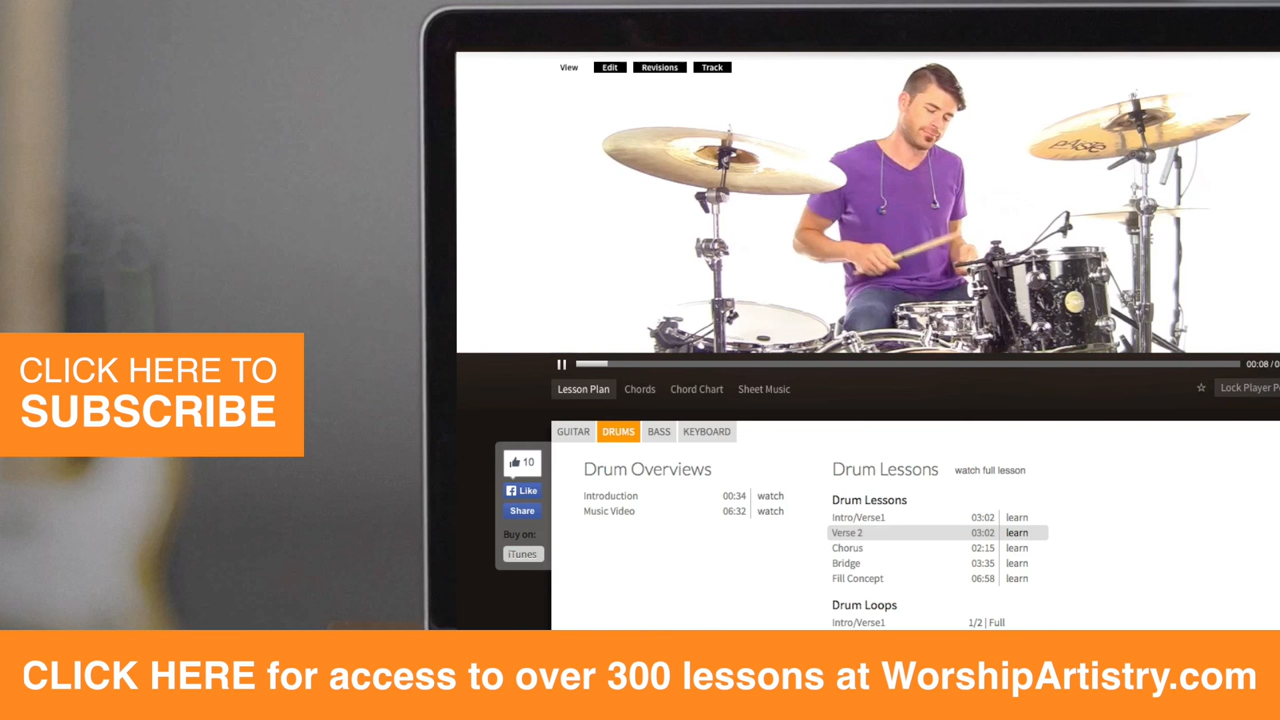 View Edit Revisions Track
PAISTE
CLICK HERE TO
SUBSCRIBE
00:08 / 0
Lesson Plan Chords Chord Chart Sheet Music
Lock Player P
GUITAR DRUMS BASS KEYBOARD
10
Like
Share
Buy on:
iTunes
Drum Overviews
Introduction 00:34 watch
Music Video 06:32 watch
Drum Lessons watch full lesson
Drum Lessons
Intro/Verse1 03:02 learn
Verse 2 03:02 learn
Chorus 02:15 learn
Bridge 03:35 learn
Fill Concept 06:58 learn
Drum Loops
Intro/Verse1 1/2 | Full
CLICK HERE for access to over 300 lessons at WorshipArtistry.com